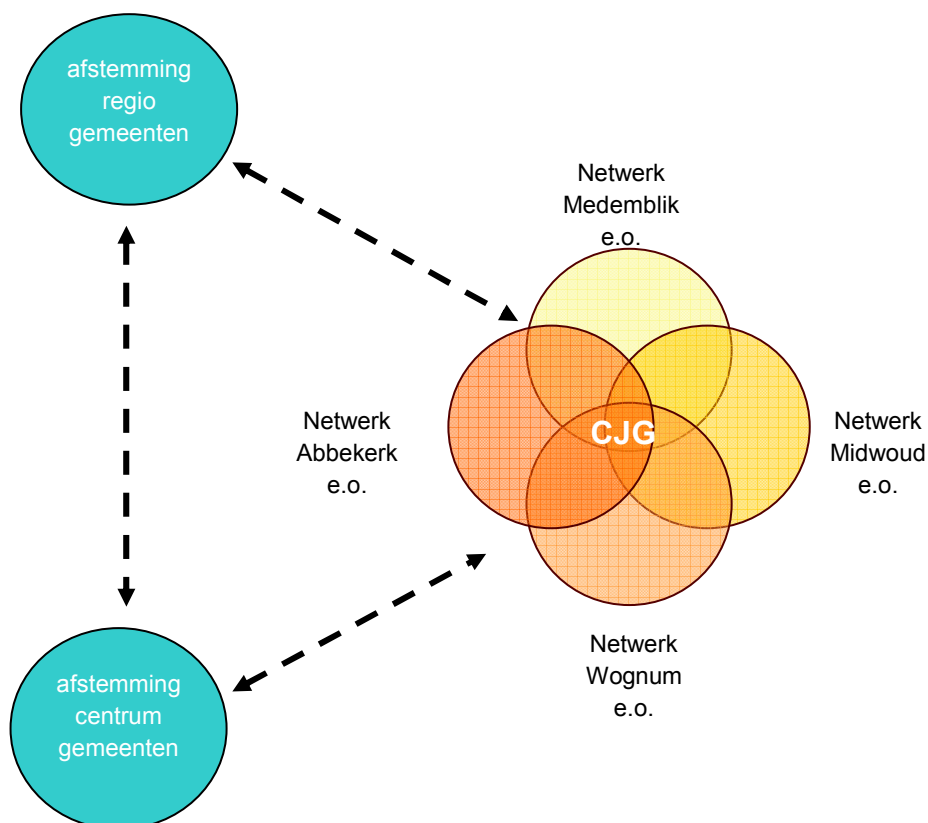 afstemming
regio
gemeenten
Netwerk
Medemblik
e.o.
Netwerk
Abbekerk
e.o.
CJG
Netwerk
Midwoud
e.o.
Netwerk
Wognum
e.o.
afstemming
centrum
gemeenten